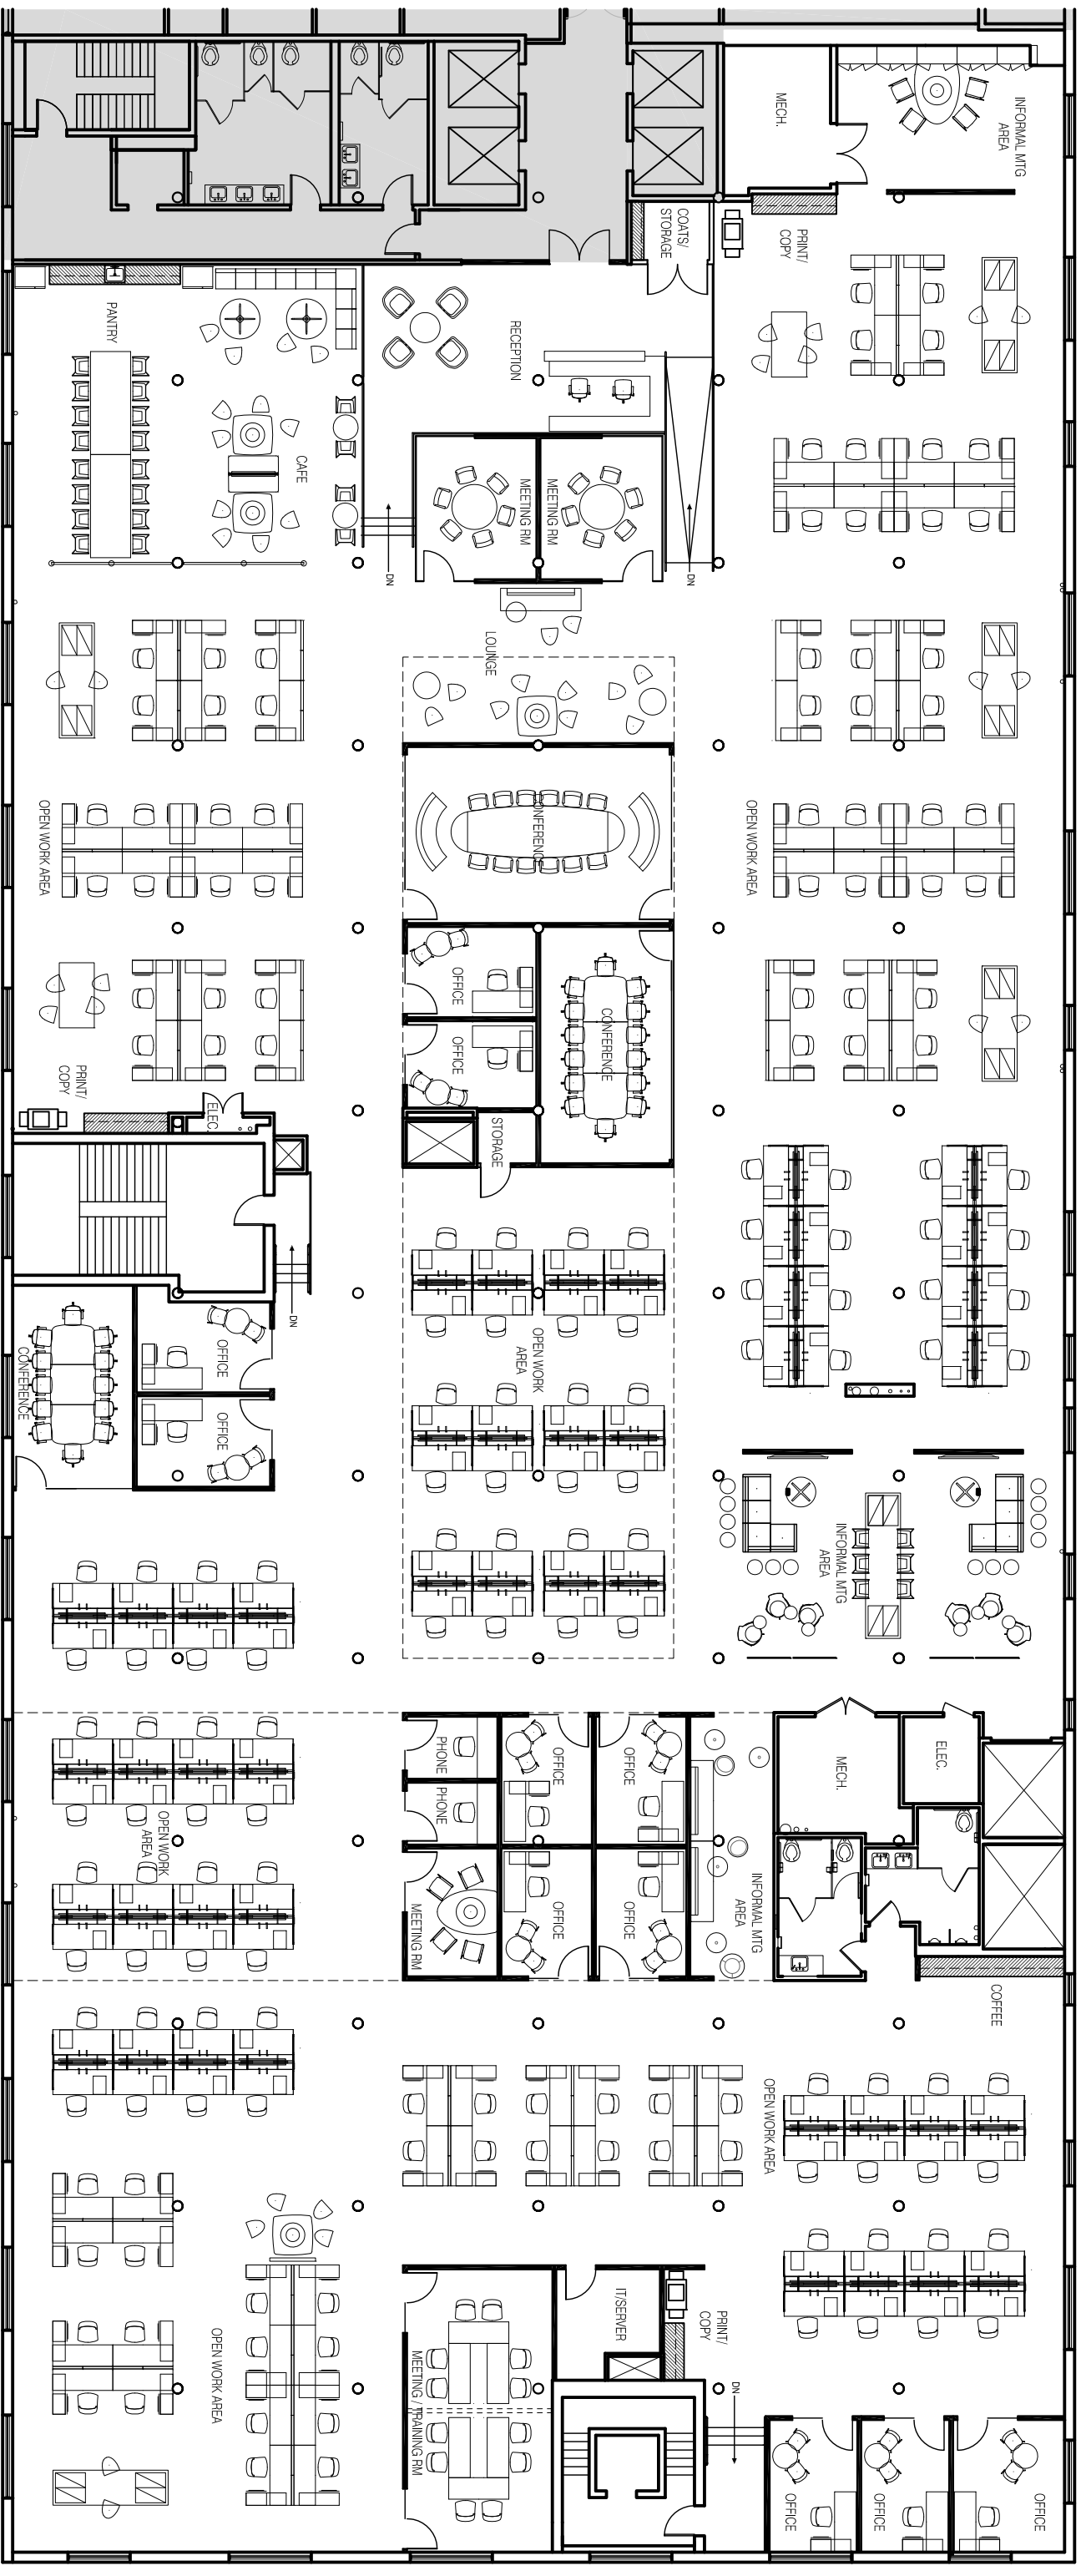 INFORMAL MTG
AREA
MECH.
COATS/
STORAGE
PRINT/
COPY
PANTRY
RECEPTION
CAFE
MEETING RM
MEETING RM
DN
DN
LOUNGE
OPEN WORK AREA
CONFERENCE
OPEN WORK AREA
OFFICE
OFFICE
CONFERENCE
PRINT/
COPY
ELEC.
STORAGE
DN
OFFICE
OFFICE
CONFERENCE
OPEN WORK
AREA
INFORMAL MTG
AREA
PHONE
PHONE
OFFICE
OFFICE
MECH.
ELEC.
OPEN WORK
AREA
MEETING RM
OFFICE
OFFICE
INFORMAL MTG
AREA
COFFEE
OPEN WORK AREA
OPEN WORK AREA
MEETING / TRAINING RM
IT/SERVER
PRINT/
COPY
DN
OFFICE
OFFICE
OFFICE